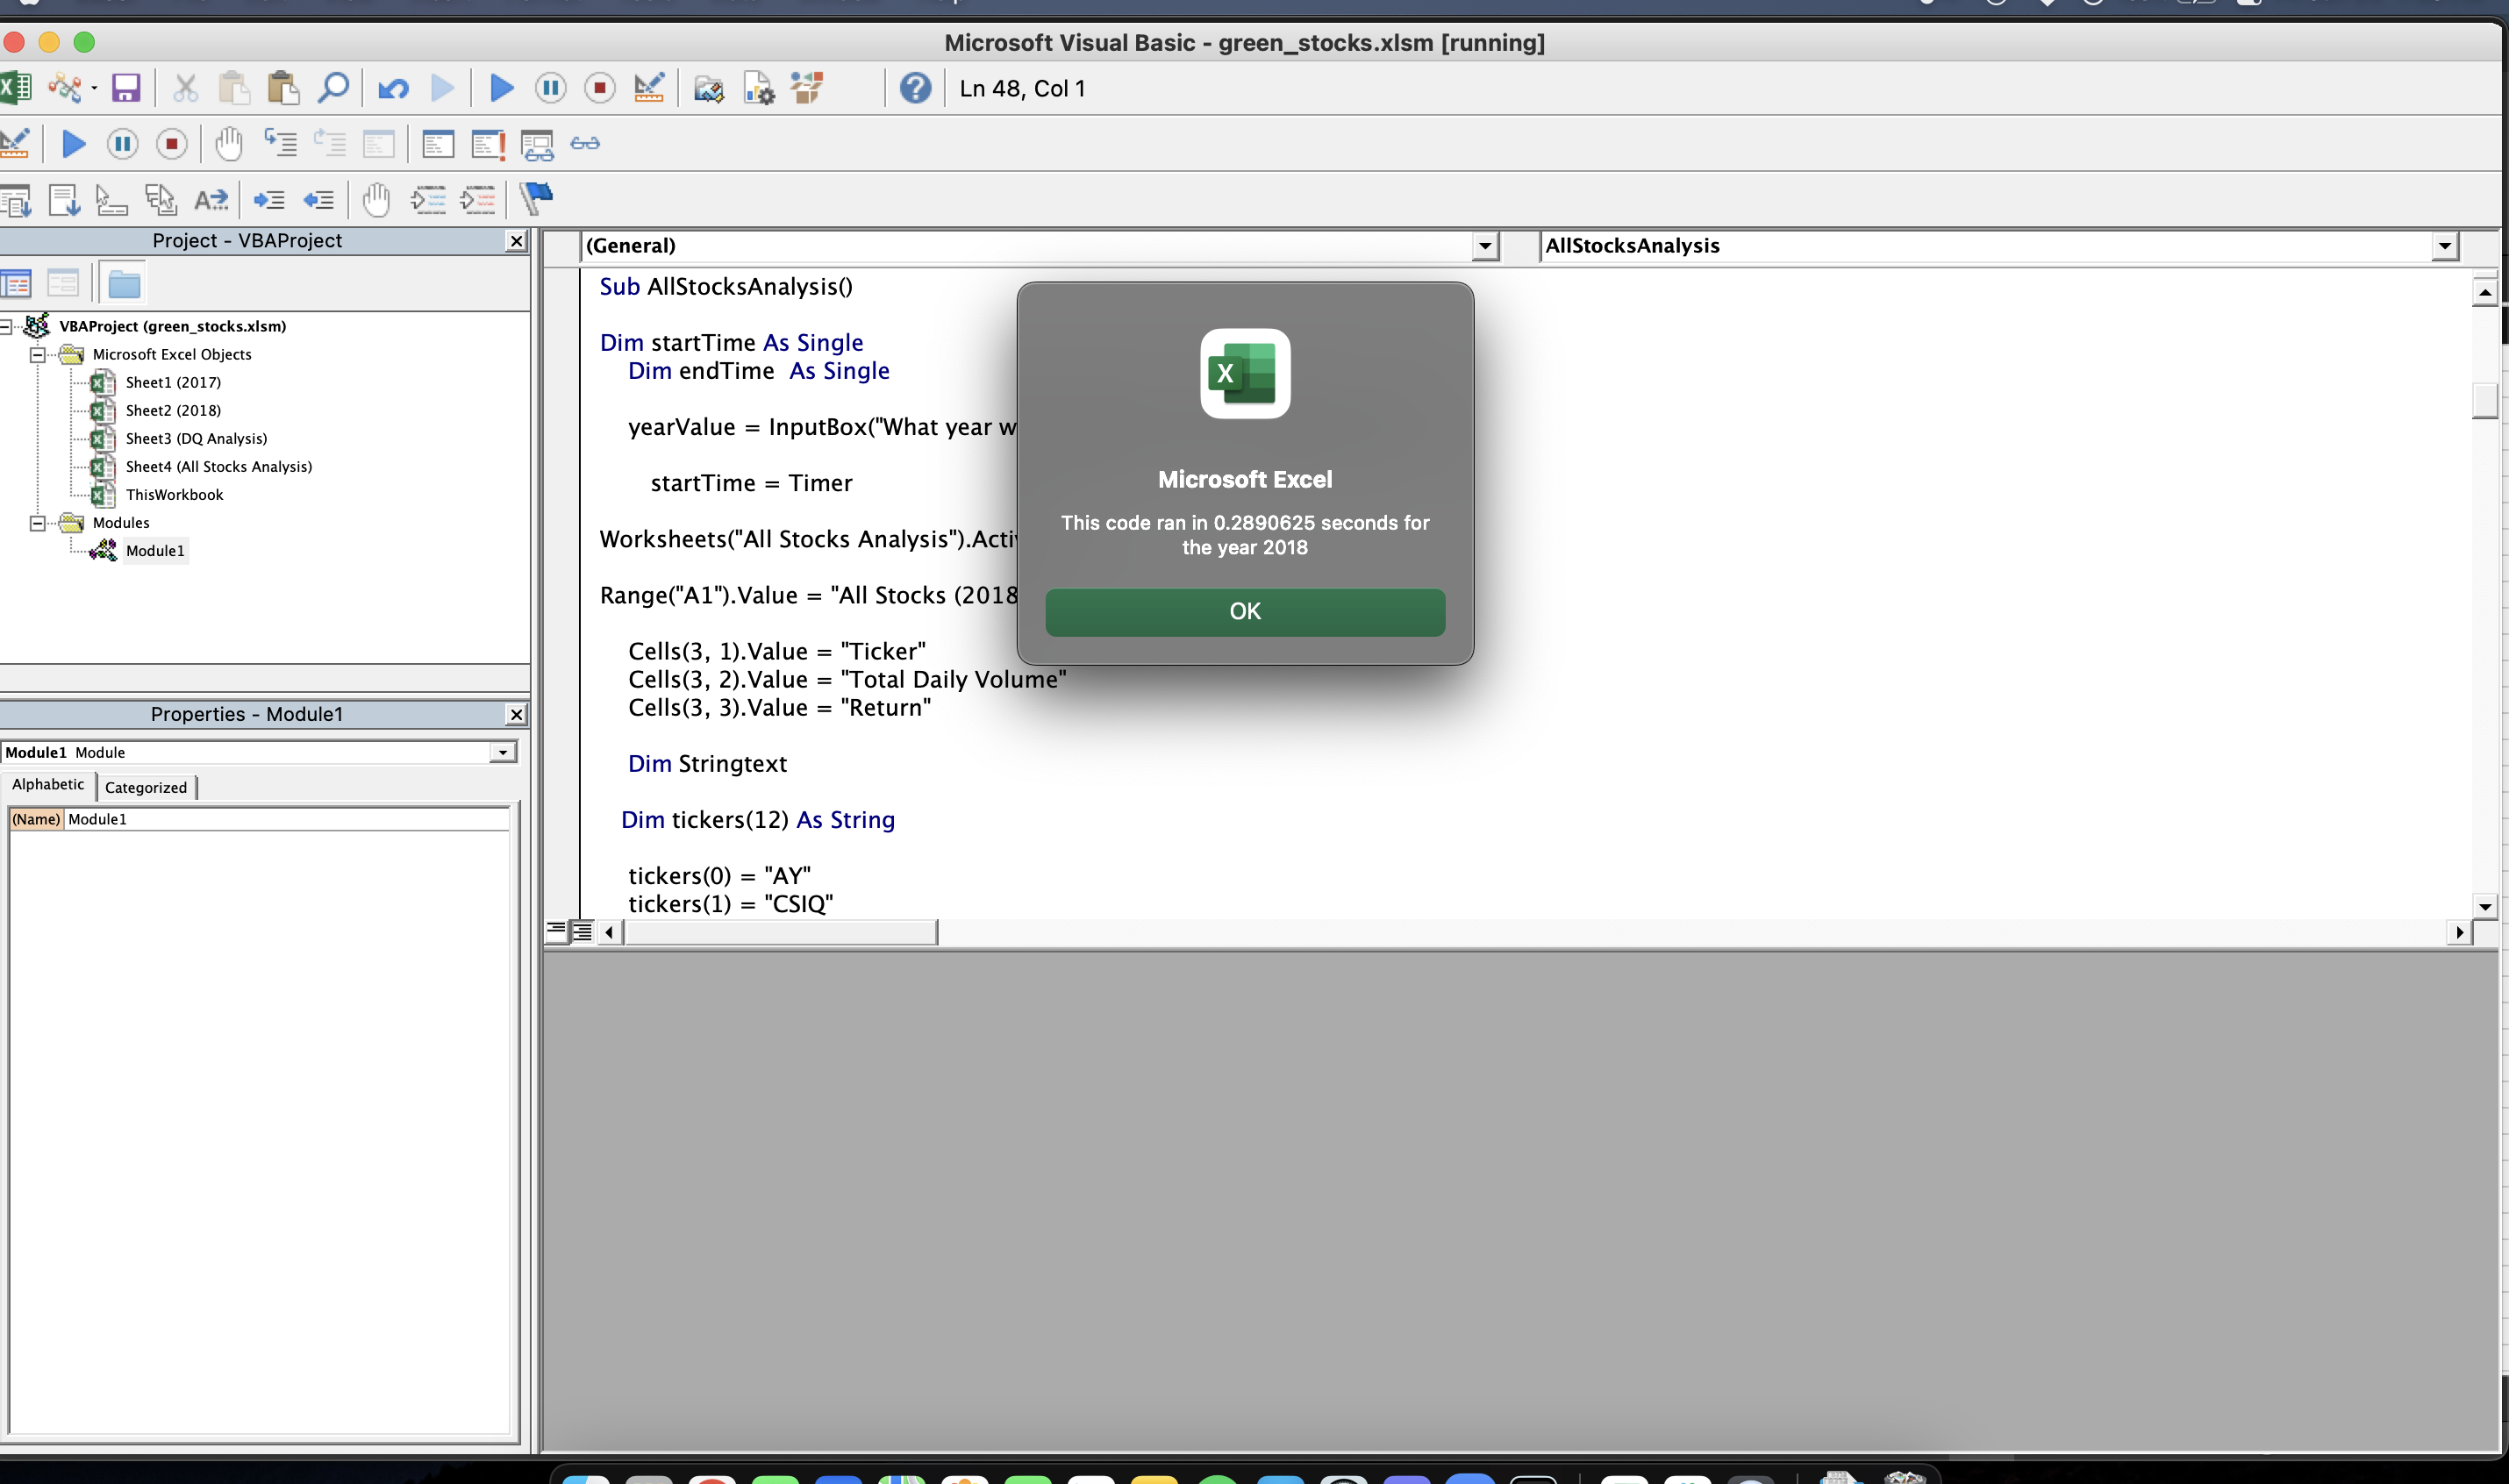 Microsoft Visual Basic - green_stocks.xlsm [running]
Ln 48, Col 1
Project - VBAProject
(General)
AllStocksAnalysis
VBAProject (green_stocks.xlsm)
Microsoft Excel Objects
Sheet1 (2017)
Sheet2 (2018)
Sheet3 (DQ Analysis)
Sheet4 (All Stocks Analysis)
ThisWorkbook
Modules
Module1
Properties - Module1
Module1 Module
Alphabetic
Categorized
(Name) Module1
Sub AllStocksAnalysis()
Dim startTime As Single
Dim endTime As Single
yearValue = InputBox("What year w
startTime = Timer
Worksheets("All Stocks Analysis").Acti
Range("A1").Value = "All Stocks (2018
Cells(3, 1).Value = "Ticker"
Cells(3, 2).Value = "Total Daily Volume"
Cells(3, 3).Value = "Return"
Dim Stringtext
Dim tickers(12) As String
tickers(0) = "AY"
tickers(1) = "CSIQ"
Microsoft Excel
This code ran in 0.2890625 seconds for
the year 2018
OK